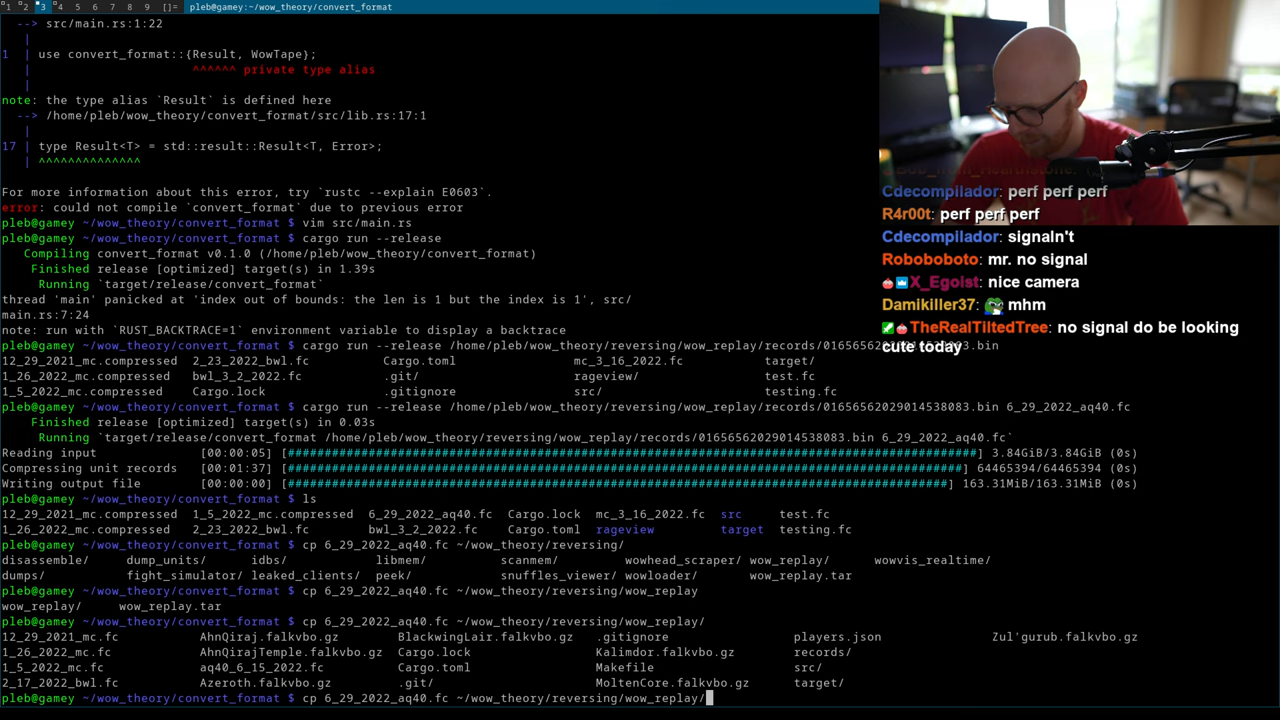 1 2 3 4 5 6 7 8 9 []= pleb@gamey:~/wow_theory/convert_format
--> src/main.rs:1:22
|
1 | use convert_format::{Result, WowTape};
| ^^^^^^ private type alias
|
note: the type alias `Result` is defined here
--> /home/pleb/wow_theory/convert_format/src/lib.rs:17:1
|
17 | type Result<T> = std::result::Result<T, Error>;
| ^^^^^^^^^^^^^^
For more information about this error, try `rustc --explain E0603`.
error: could not compile `convert_format` due to previous error
pleb@gamey ~/wow_theory/convert_format $ vim src/main.rs
pleb@gamey ~/wow_theory/convert_format $ cargo run --release
Compiling convert_format v0.1.0 (/home/pleb/wow_theory/convert_format)
Finished release [optimized] target(s) in 1.39s
Running `target/release/convert_format`
thread 'main' panicked at 'index out of bounds: the len is 1 but the index is 1', src/
main.rs:7:24
note: run with `RUST_BACKTRACE=1` environment variable to display a backtrace
pleb@gamey ~/wow_theory/convert_format $ cargo run --release /home/pleb/wow_theory/reversing/wow_replay/records/01656562029014538083.bin
12_29_2021_mc.compressed 2_23_2022_bwl.fc Cargo.toml mc_3_16_2022.fc target/
1_26_2022_mc.compressed bwl_3_2_2022.fc .git/ rageview/ test.fc
1_5_2022_mc.compressed Cargo.lock .gitignore src/ testing.fc
pleb@gamey ~/wow_theory/convert_format $ cargo run --release /home/pleb/wow_theory/reversing/wow_replay/records/01656562029014538083.bin 6_29_2022_aq40.fc
Finished release [optimized] target(s) in 0.03s
Running `target/release/convert_format /home/pleb/wow_theory/reversing/wow_replay/records/01656562029014538083.bin 6_29_2022_aq40.fc`
Reading input [00:00:05] [########################################################################################] 3.84GiB/3.84GiB (0s)
Compressing unit records [00:01:37] [######################################################################################] 64465394/64465394 (0s)
Writing output file [00:00:00] [####################################################################################] 163.31MiB/163.31MiB (0s)
pleb@gamey ~/wow_theory/convert_format $ ls
12_29_2021_mc.compressed 1_5_2022_mc.compressed 6_29_2022_aq40.fc Cargo.lock mc_3_16_2022.fc src test.fc
1_26_2022_mc.compressed 2_23_2022_bwl.fc bwl_3_2_2022.fc Cargo.toml rageview target testing.fc
pleb@gamey ~/wow_theory/convert_format $ cp 6_29_2022_aq40.fc ~/wow_theory/reversing/
disassemble/ dump_units/ idbs/ libmem/ scanmem/ wowhead_scraper/ wow_replay/ wowvis_realtime/
dumps/ fight_simulator/ leaked_clients/ peek/ snuffles_viewer/ wowloader/ wow_replay.tar
pleb@gamey ~/wow_theory/convert_format $ cp 6_29_2022_aq40.fc ~/wow_theory/reversing/wow_replay
wow_replay/ wow_replay.tar
pleb@gamey ~/wow_theory/convert_format $ cp 6_29_2022_aq40.fc ~/wow_theory/reversing/wow_replay/
12_29_2021_mc.fc AhnQiraj.falkvbo.gz BlackwingLair.falkvbo.gz .gitignore players.json Zul'gurub.falkvbo.gz
1_26_2022_mc.fc AhnQirajTemple.falkvbo.gz Cargo.lock Kalimdor.falkvbo.gz records/
1_5_2022_mc.fc aq40_6_15_2022.fc Cargo.toml Makefile src/
2_17_2022_bwl.fc Azeroth.falkvbo.gz .git/ MoltenCore.falkvbo.gz target/
pleb@gamey ~/wow_theory/convert_format $ cp 6_29_2022_aq40.fc ~/wow_theory/reversing/wow_replay/
Cdecompilador: perf perf perf
R4r00t: perf perf perf
Cdecompilador: signaln't
Roboboboto: mr. no signal
X_Egoist: nice camera
Damikiller37: mhm
TheRealTiltedTree: no signal do be looking
cute today